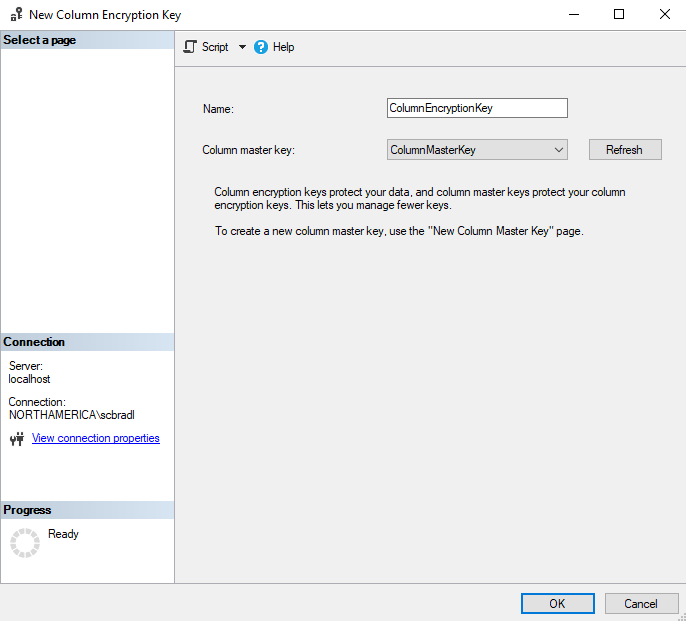 New Column Encryption Key
Select a page
Script
Help
Name:
ColumnEncryptionKey
Column master key:
ColumnMasterKey
Refresh
Column encryption keys protect your data, and column master keys protect your column
encryption keys. This lets you manage fewer keys.
To create a new column master key, use the "New Column Master Key" page.
Connection
Server:
localhost
Connection:
NORTHAMERICA\scbradl
View connection properties
Progress
Ready
OK
Cancel